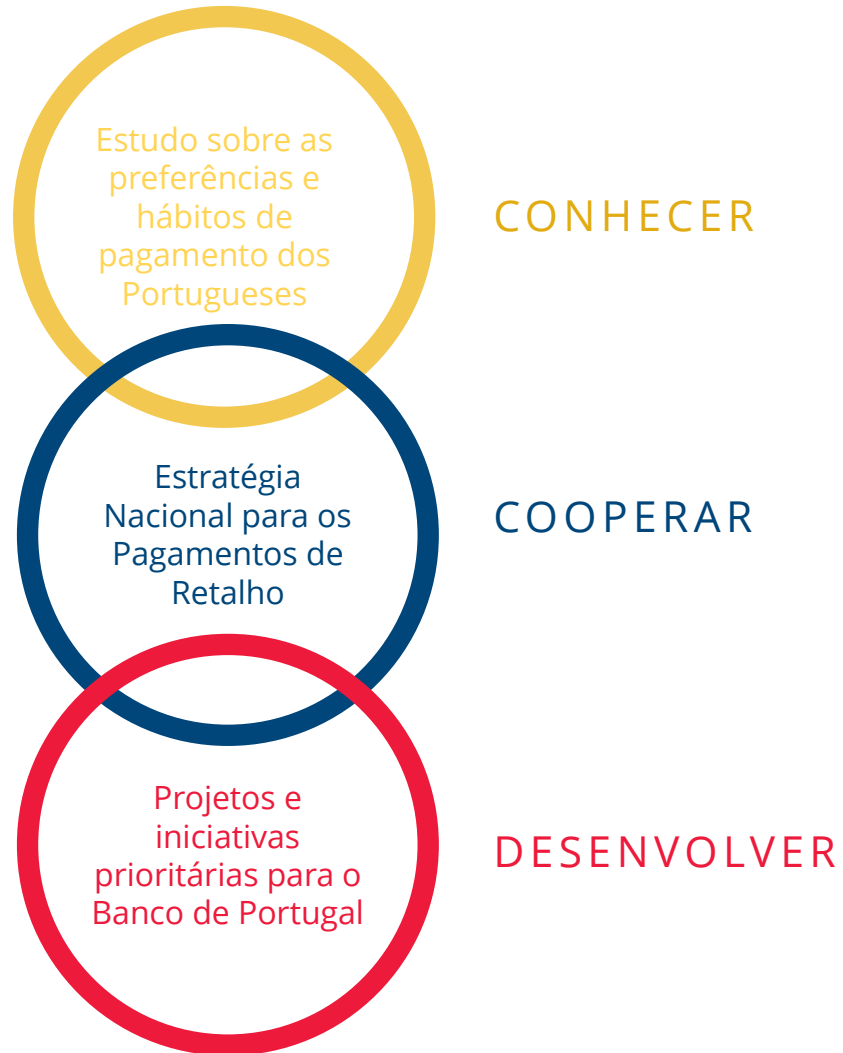 Estudo sobre as
preferências e
hábitos de
pagamento dos
Portugueses
CONHECER
Estratégia
Nacional para os
Pagamentos de
Retalho
COOPERAR
Projetos e
iniciativas
prioritárias para o
Banco de Portugal
DESENVOLVER